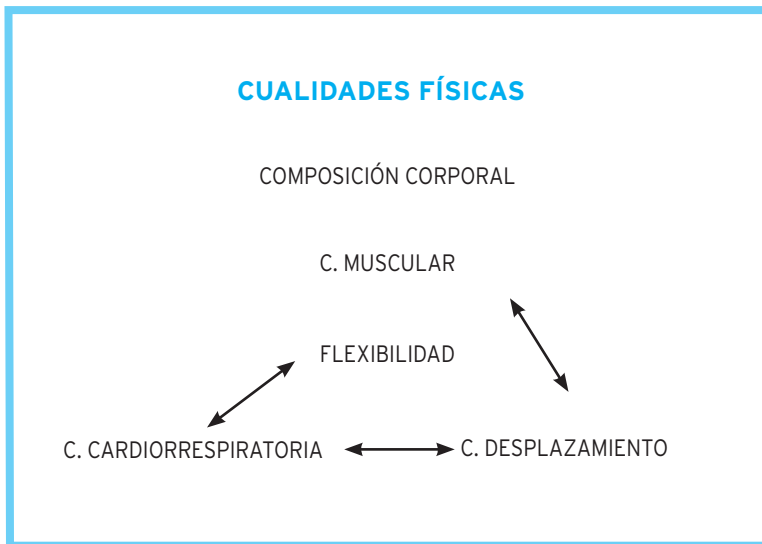 CUALIDADES FÍSICAS
COMPOSICIÓN CORPORAL
C. MUSCULAR
FLEXIBILIDAD
C. CARDIORRESPIRATORIA C. DESPLAZAMIENTO